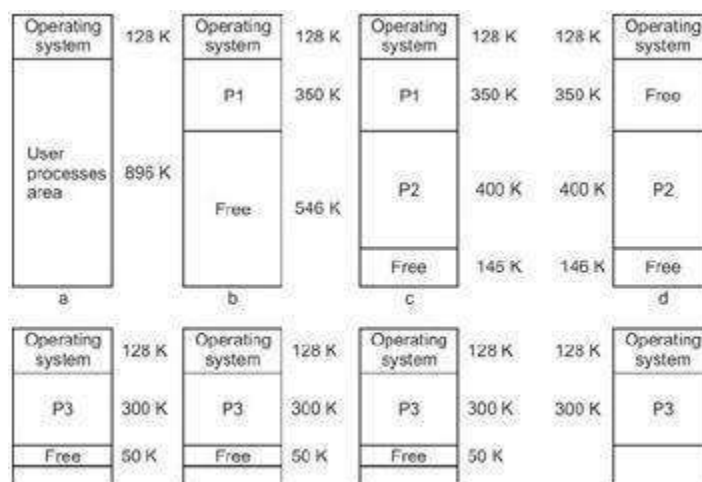 Operating
system
128 K
User
processes
area
896 K
a
Operating
system
128 K
P1
350 K
Free
546 K
b
Operating
system
128 K
P1
350 K
P2
400 K
Free
145 K
c
128 K
Operating
system
350 K
Free
400 K
P2
146 K
Free
d
Operating
system
128 K
P3
300 K
Free
50 K
Operating
system
128 K
P3
300 K
Free
50 K
Operating
system
128 K
P3
300 K
Free
50 K
128 K
Operating
system
300 K
P3